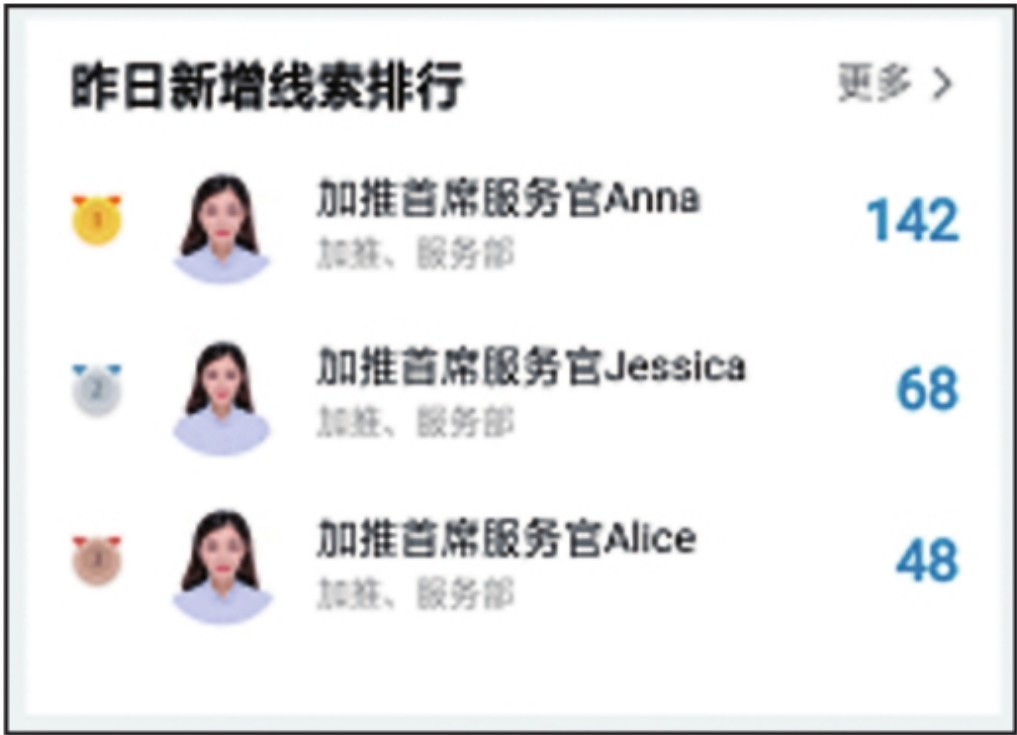 昨日新增线索排行
更多 >
1
加推首席服务官Anna
142
加推、服务部
2
加推首席服务官Jessica
68
加推、服务部
3
加推首席服务官Alice
48
加推、服务部